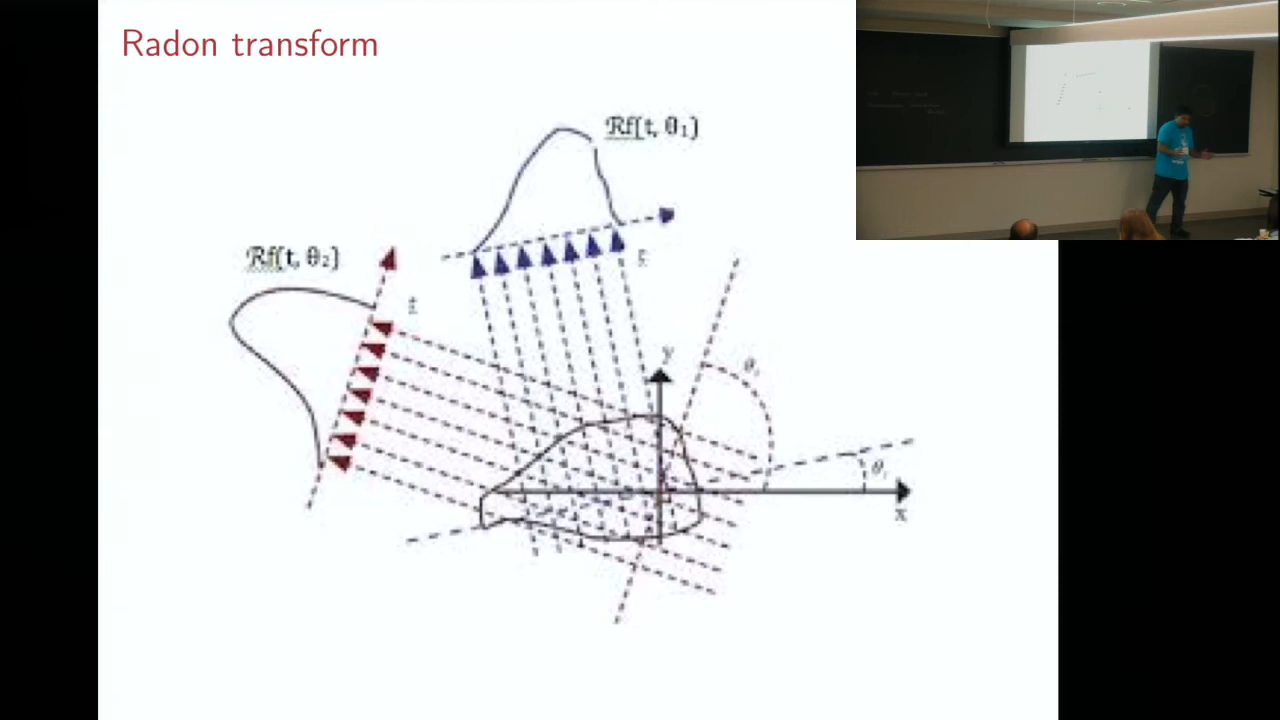 Radon transform
ℛf(t, θ₁)
ℛf(t, θ₂)
t
t
y
θ₂
θ₁
x